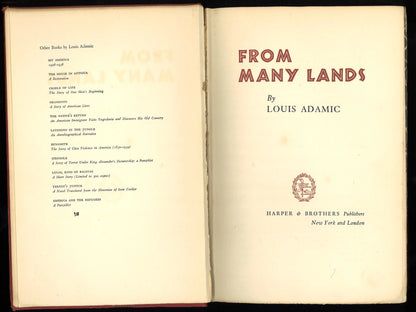 Other Books by Louis Adamic
MY AMERICA
1928-1938
THE HOUSE IN ANTIGUA
A Restoration
CRADLE OF LIFE
The Story of One Man's Beginning
GRANDSONS
A Story of American Lives
THE NATIVE'S RETURN
An American Immigrant Visits Yugoslavia and Discovers His Old Country
LAUGHING IN THE JUNGLE
An Autobiographical Narrative
DYNAMITE
The Story of Class Violence in America
STRUGGLE
A Story of Terror Under King Alexander's Dictatorship: a Pamphlet
LUCAS, KING OF BALUCAS
A Short Story (Limited to 300 copies)
YERNEY'S JUSTICE
A Novel Translated from the Slovenian of Ivan Cankar
AMERICA AND THE REFUGEES
A Pamphlet
FROM
MANY LANDS
By
LOUIS ADAMIC
HARPER & BROTHERS Publishers
New York and London